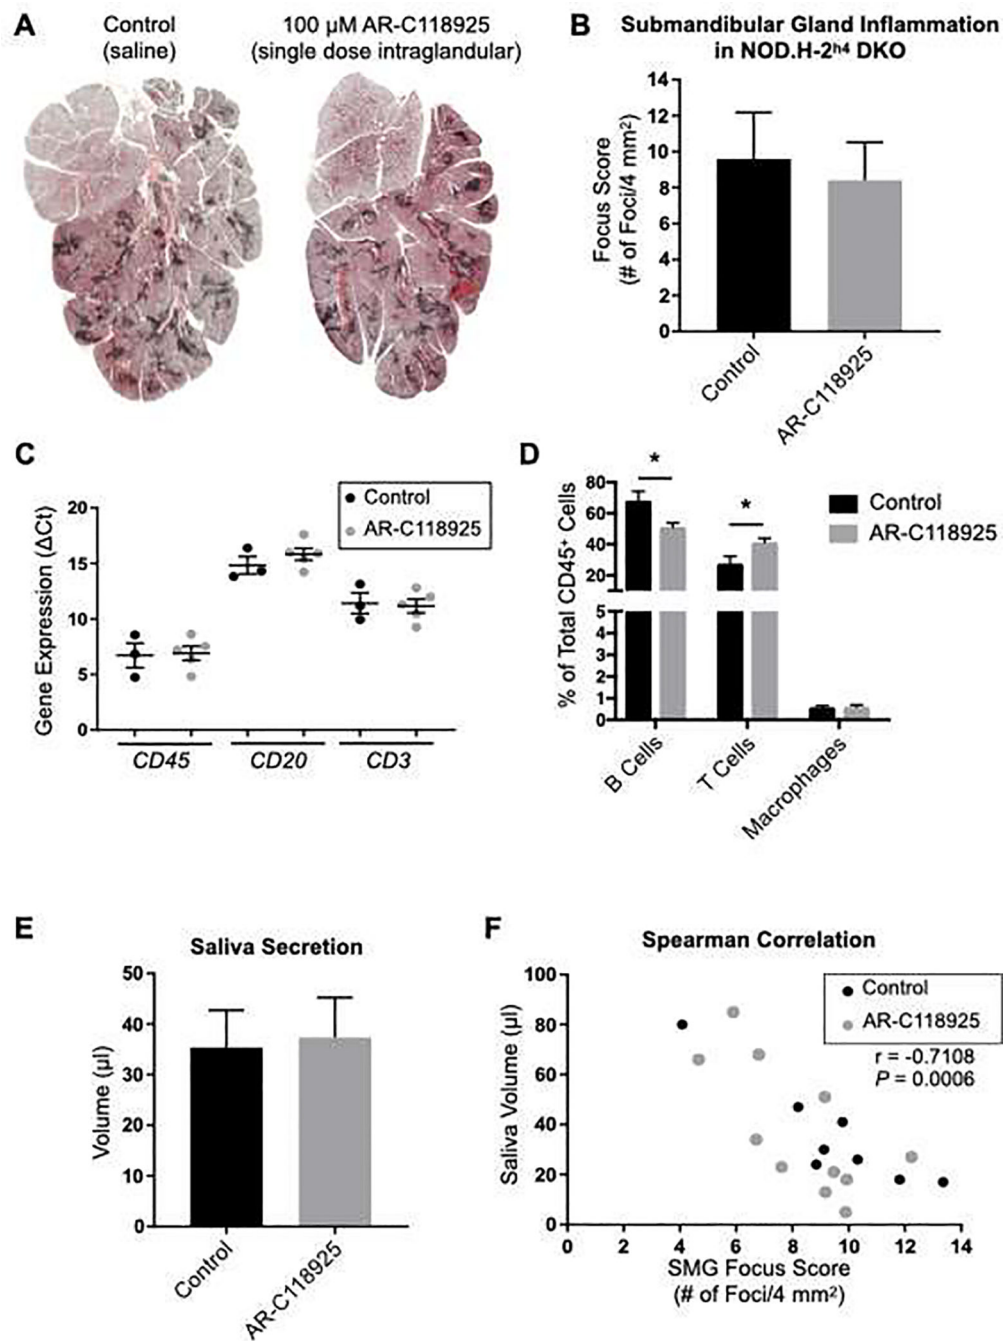 A
Control
(saline)
100 µM AR-C118925
(single dose intraglandular)
B
Submandibular Gland Inflammation
in NOD.H-2ʰ⁴ DKO
Focus Score
(# of Foci/4 mm²)
14
12
10
8
6
4
2
0
Control
AR-C118925
C
Gene Expression (ΔCt)
20
15
10
5
0
Control
AR-C118925
CD45
CD20
CD3
D
% of Total CD45⁺ Cells
80
60
40
20
5
4
3
2
1
0
*
*
Control
AR-C118925
B Cells
T Cells
Macrophages
E
Saliva Secretion
Volume (µl)
50
40
30
20
10
0
Control
AR-C118925
F
Spearman Correlation
Saliva Volume (µl)
100
80
60
40
20
0
Control
AR-C118925
r = -0.7108
P = 0.0006
0 2 4 6 8 10 12 14
SMG Focus Score
(# of Foci/4 mm²)